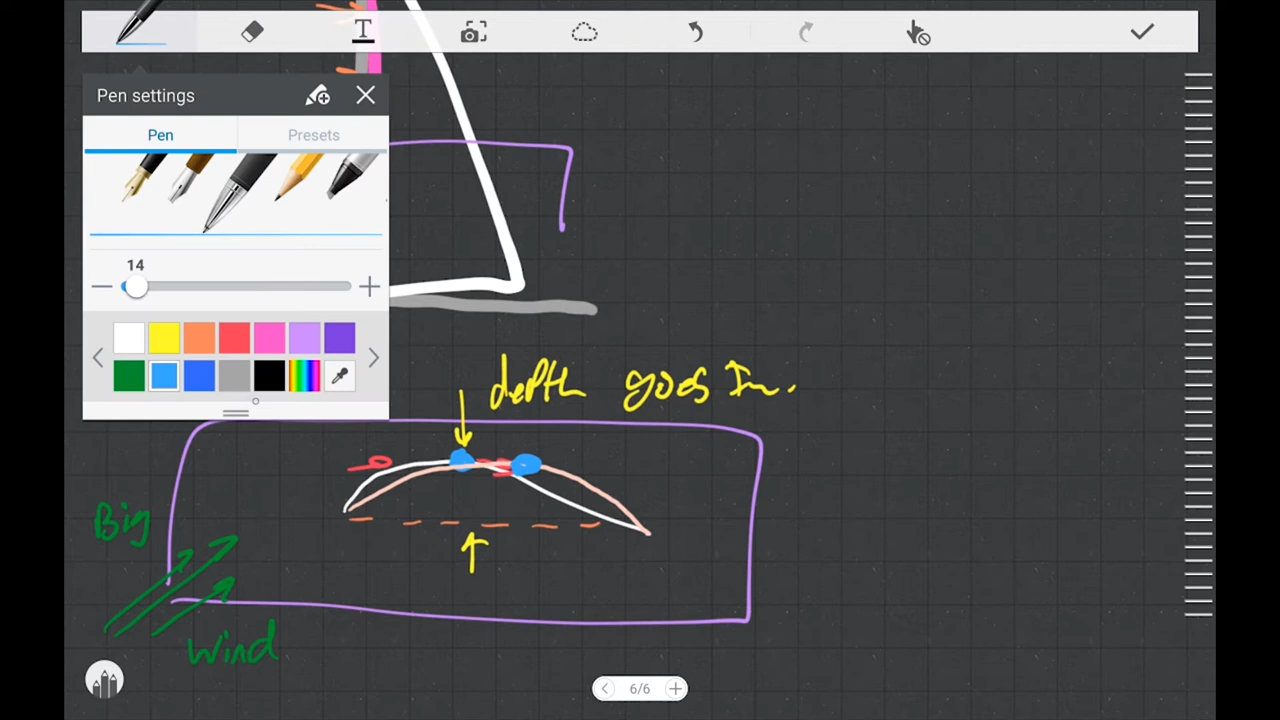 T
Pen settings
Pen
Presets
14
depth goes In.
Big
Wind
6/6